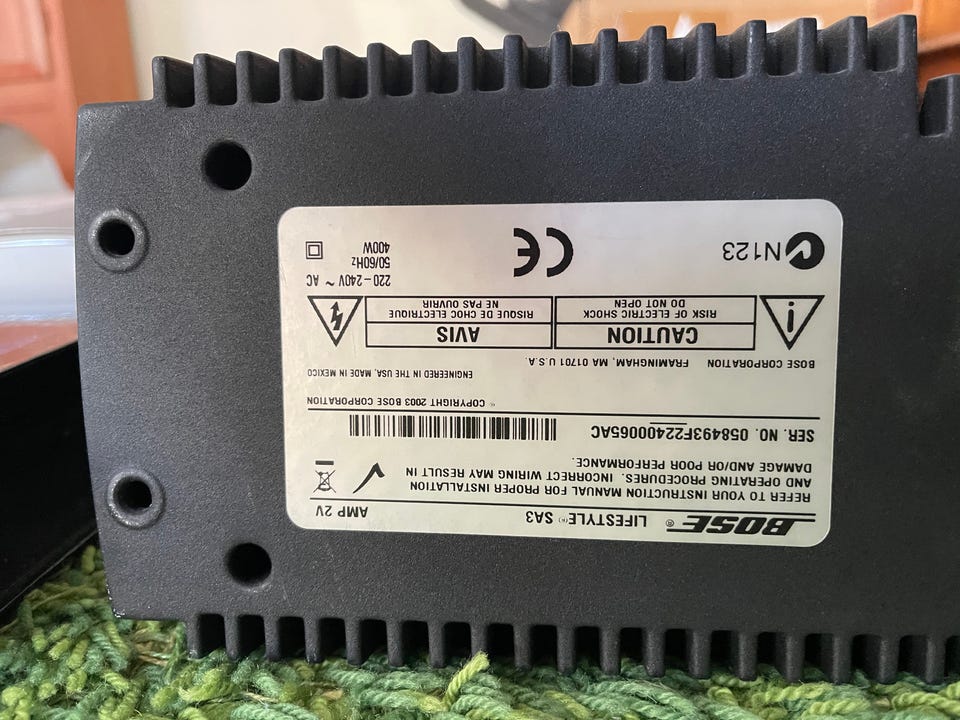 BOSE® LIFESTYLE® SA3 AMP 2V
REFER TO YOUR INSTRUCTION MANUAL FOR PROPER INSTALLATION
AND OPERATING PROCEDURES. INCORRECT WIRING MAY RESULT IN
DAMAGE AND/OR POOR PERFORMANCE.
SER. NO. 058493F22400065AC
© COPYRIGHT 2003 BOSE CORPORATION
BOSE CORPORATION FRAMINGHAM, MA 01701 U.S.A.
ENGINEERED IN THE USA, MADE IN MEXICO
CAUTION
RISK OF ELECTRIC SHOCK
DO NOT OPEN
AVIS
RISQUE DE CHOC ELECTRIQUE
NE PAS OUVRIR
N123
CE
220-240V ~ AC
50/60Hz
400W